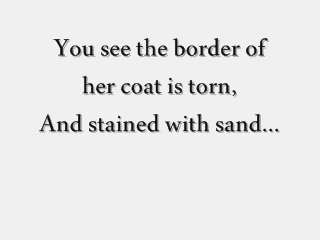 You see the border of
her coat is torn,
And stained with sand...